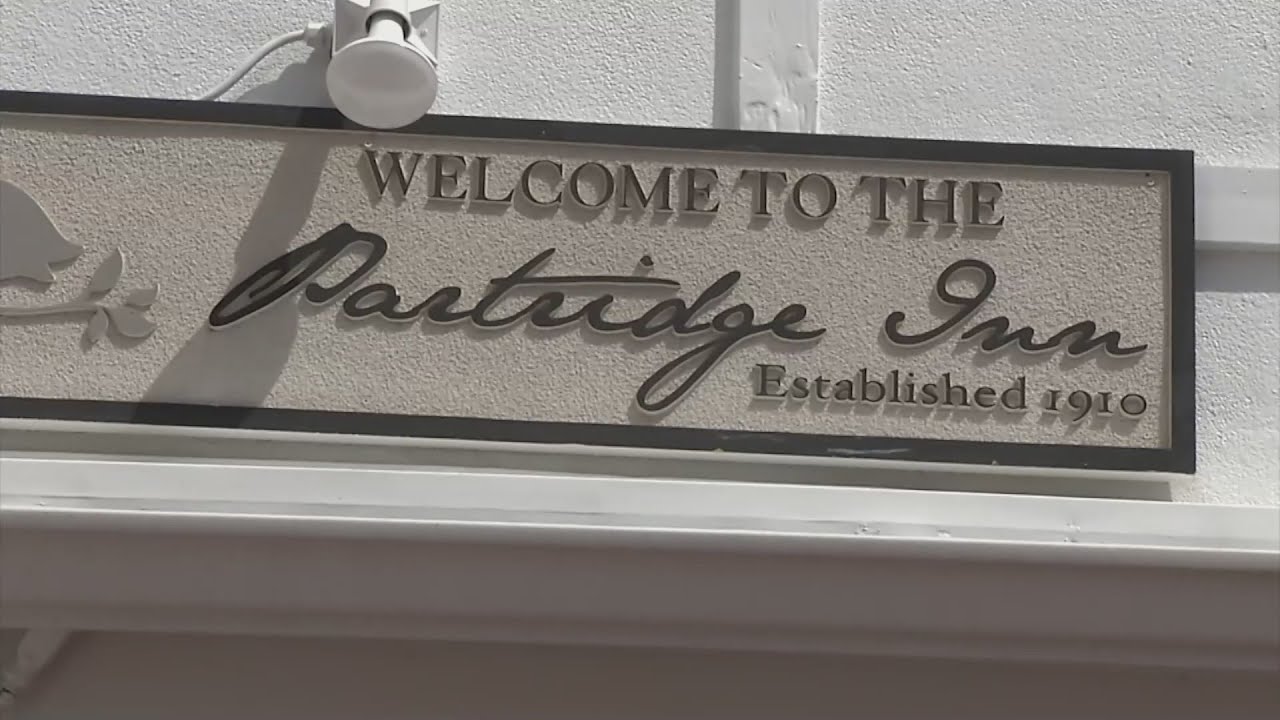 WELCOME TO THE
Partridge Inn
Established 1910